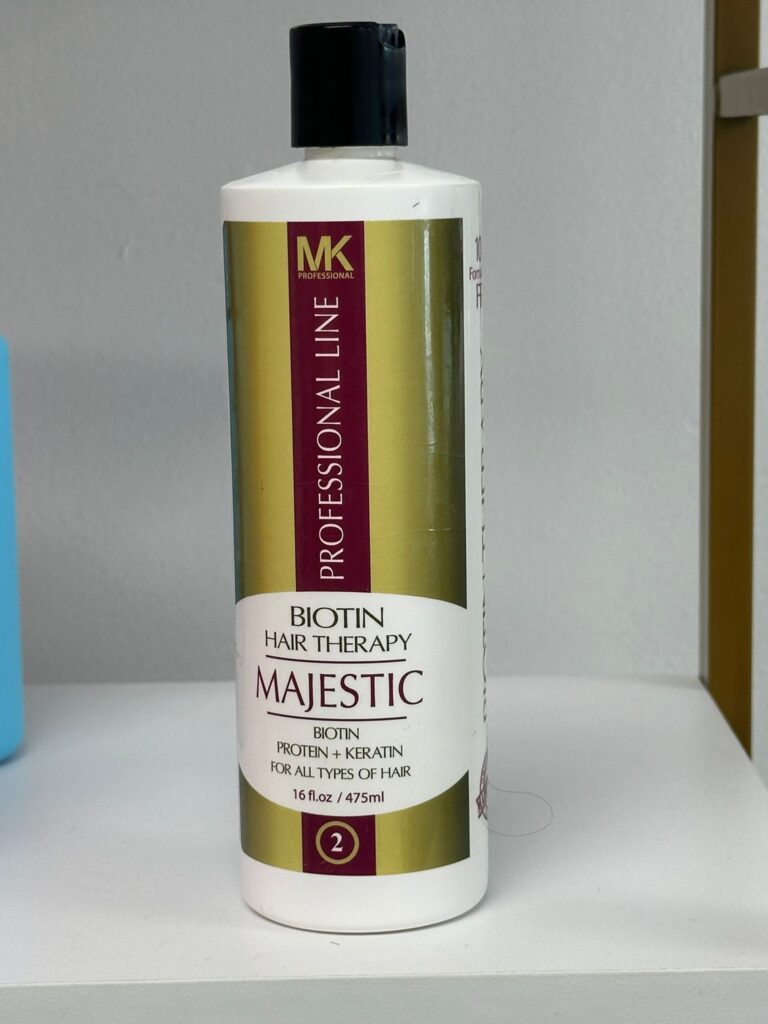 MK
PROFESSIONAL
PROFESSIONAL LINE
BIOTIN
HAIR THERAPY
MAJESTIC
BIOTIN
PROTEIN + KERATIN
FOR ALL TYPES OF HAIR
16 fl.oz / 475ml
2